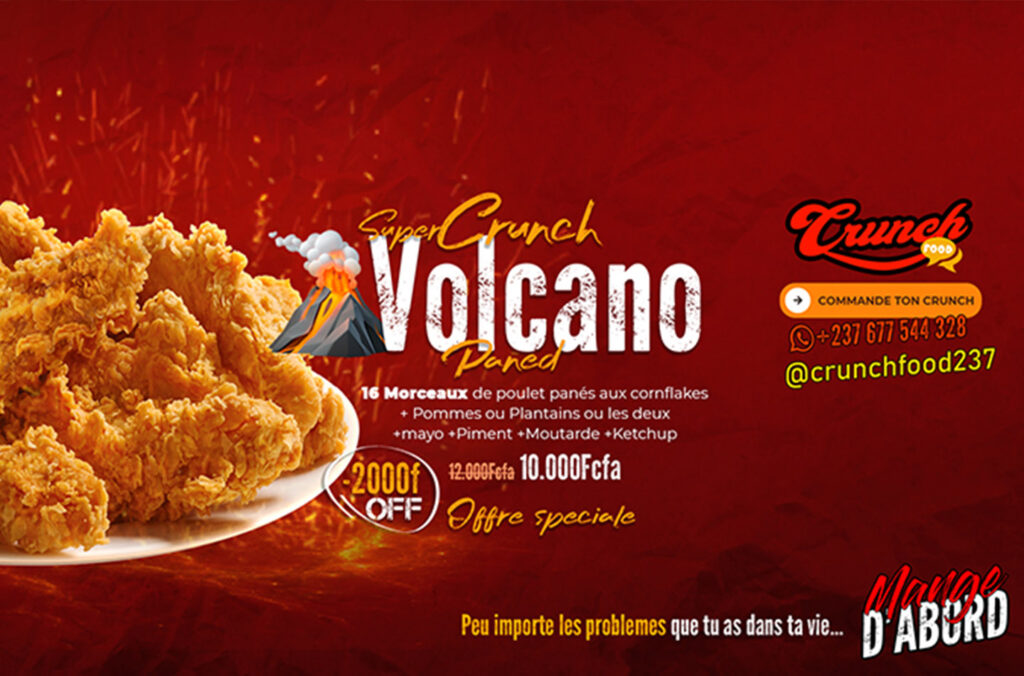 Super Crunch
Volcano
Paned
16 Morceaux de poulet panés aux cornflakes
+ Pommes ou Plantains ou les deux
+mayo +Piment +Moutarde +Ketchup
-2000f
OFF
12.000Fcfa 10.000Fcfa
Offre speciale
Crunch
FOOD
COMMANDE TON CRUNCH
+237 677 544 328
@crunchfood237
Peu importe les problemes que tu as dans ta vie...
Mange
D'ABORD